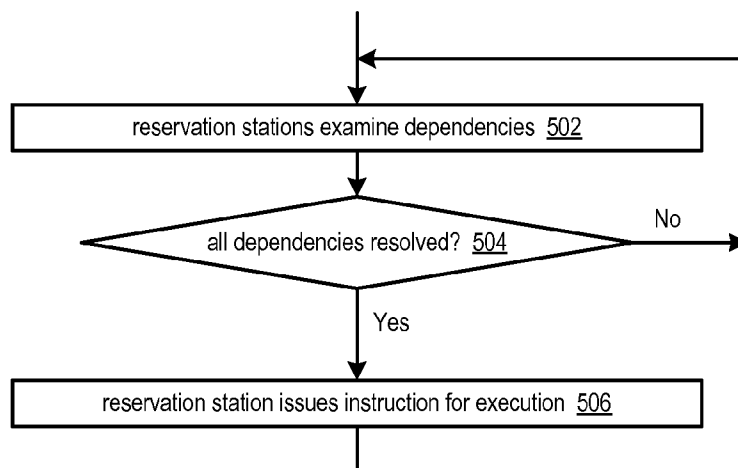 reservation stations examine dependencies 502
all dependencies resolved? 504
No
Yes
reservation station issues instruction for execution 506